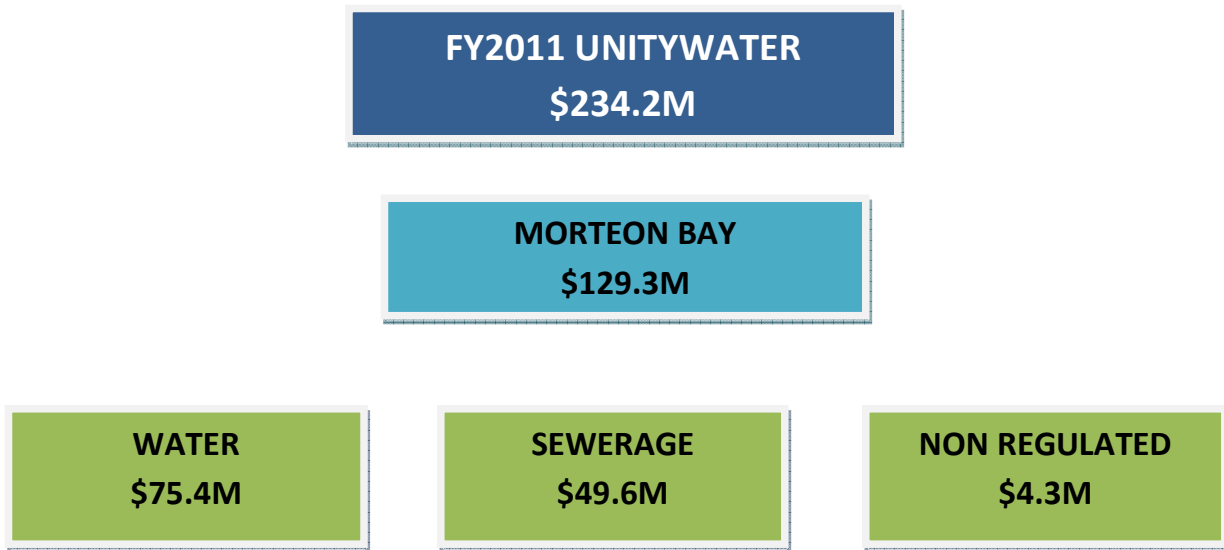 FY2011 UNITYWATER
$234.2M
MORTEON BAY
$129.3M
WATER
$75.4M
SEWERAGE
$49.6M
NON REGULATED
$4.3M